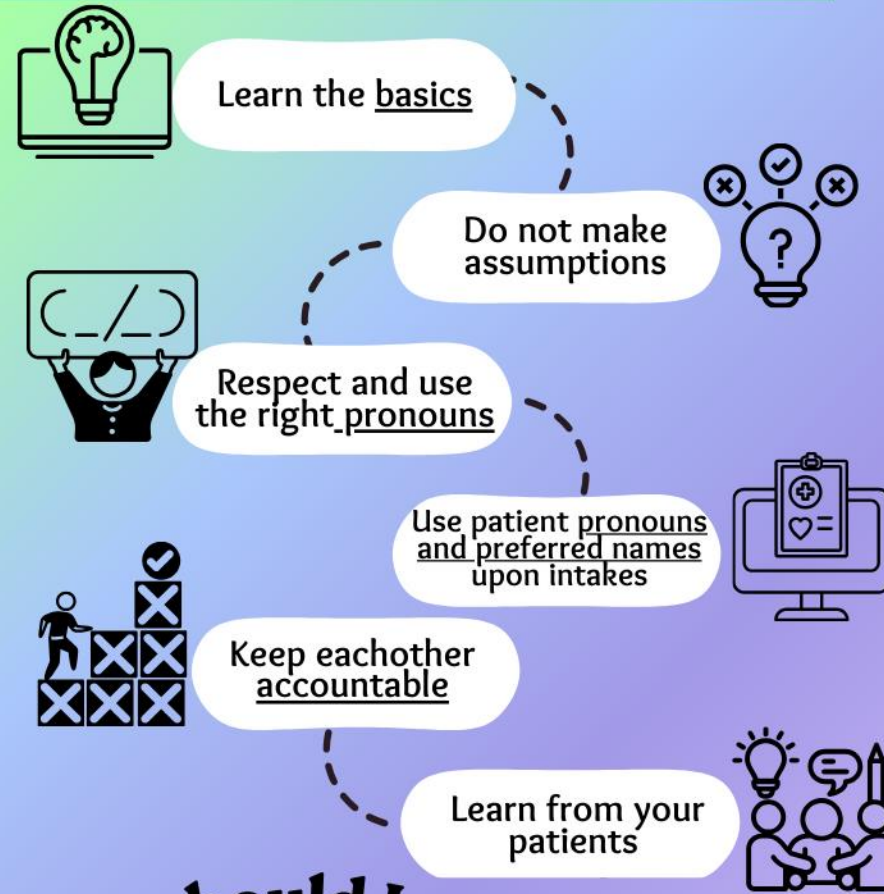 Learn the basics
Do not make
assumptions
Respect and use
the right pronouns
Use patient pronouns
and preferred names
upon intakes
Keep eachother
accountable
Learn from your
patients